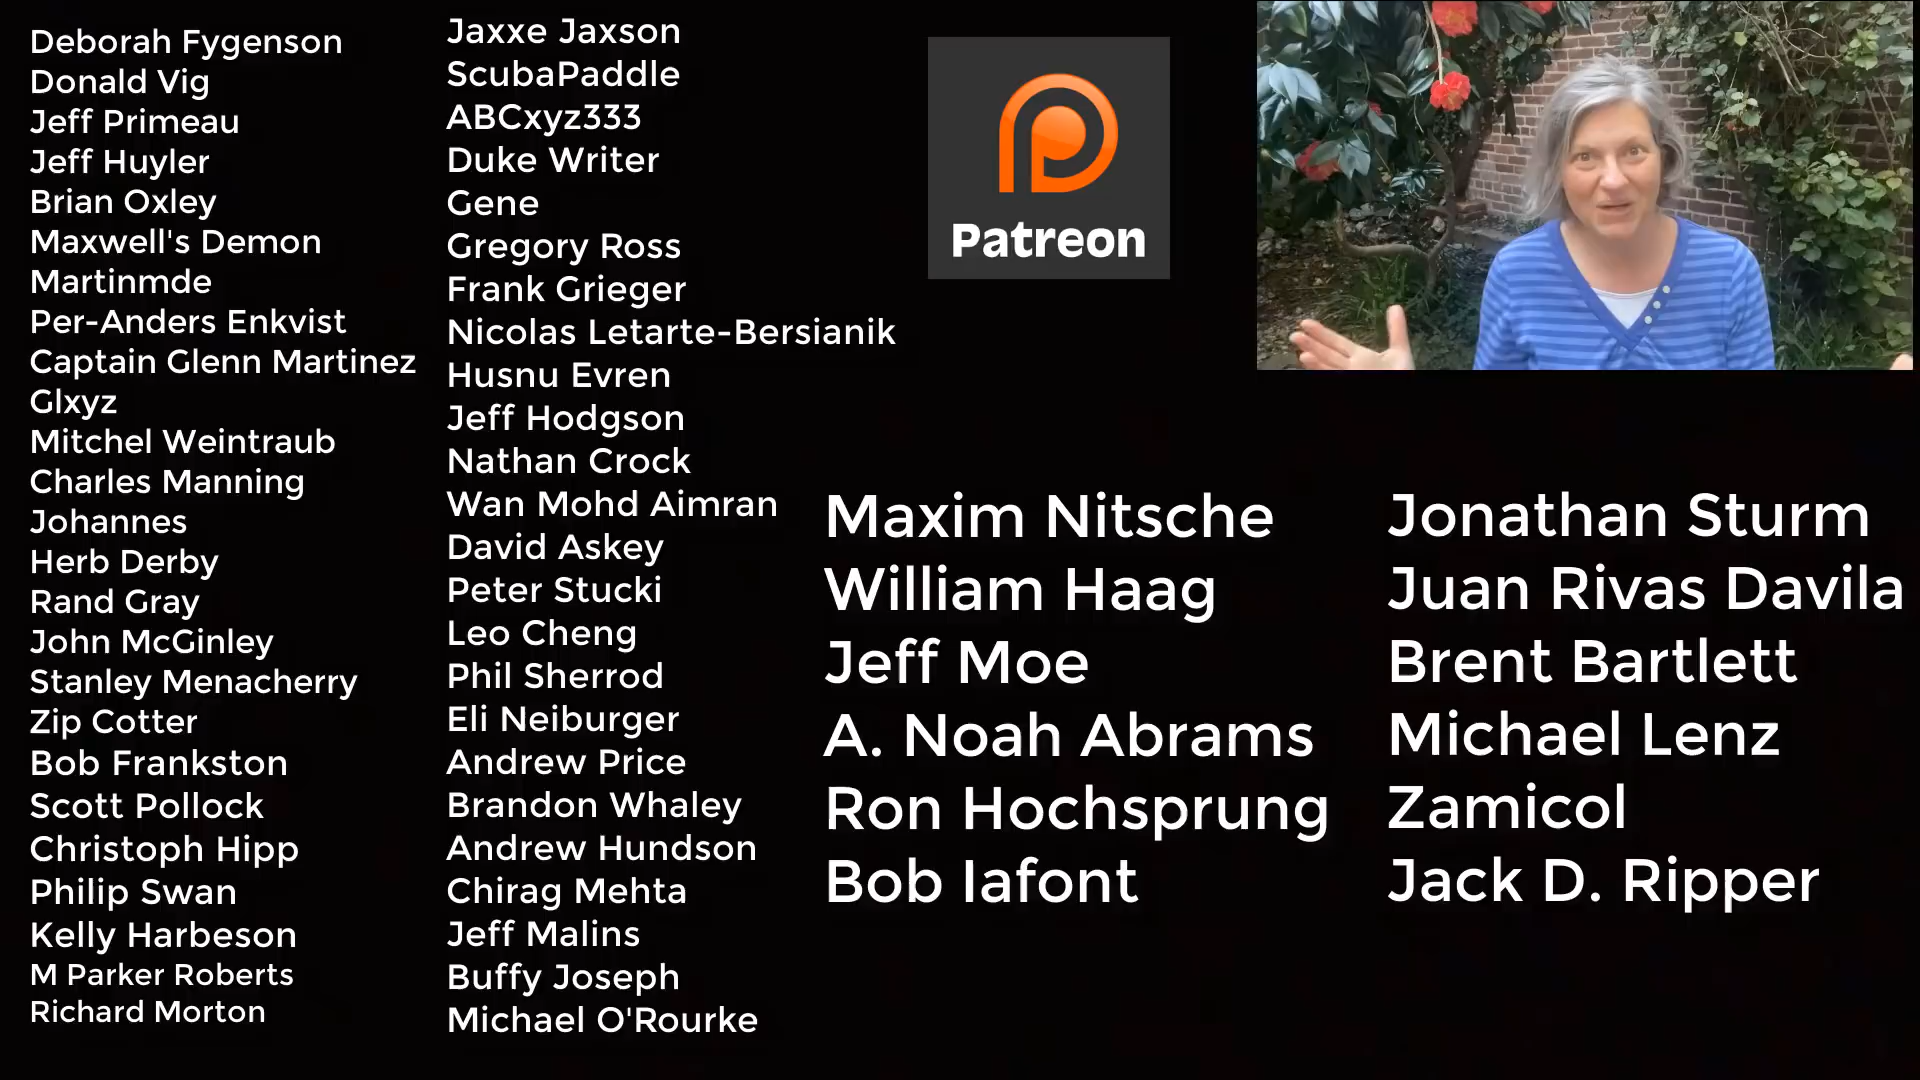 Deborah Fygenson
Donald Vig
Jeff Primeau
Jeff Huyler
Brian Oxley
Maxwell's Demon
Martinmde
Per-Anders Enkvist
Captain Glenn Martinez
Glxyz
Mitchel Weintraub
Charles Manning
Johannes
Herb Derby
Rand Gray
John McGinley
Stanley Menacherry
Zip Cotter
Bob Frankston
Scott Pollock
Christoph Hipp
Philip Swan
Kelly Harbeson
M Parker Roberts
Richard Morton
Jaxxe Jaxson
ScubaPaddle
ABCxyz333
Duke Writer
Gene
Gregory Ross
Frank Grieger
Nicolas Letarte-Bersianik
Husnu Evren
Jeff Hodgson
Nathan Crock
Wan Mohd Aimran
David Askey
Peter Stucki
Leo Cheng
Phil Sherrod
Eli Neiburger
Andrew Price
Brandon Whaley
Andrew Hundson
Chirag Mehta
Jeff Malins
Buffy Joseph
Michael O'Rourke
Patreon
Maxim Nitsche
William Haag
Jeff Moe
A. Noah Abrams
Ron Hochsprung
Bob Iafont
Jonathan Sturm
Juan Rivas Davila
Brent Bartlett
Michael Lenz
Zamicol
Jack D. Ripper